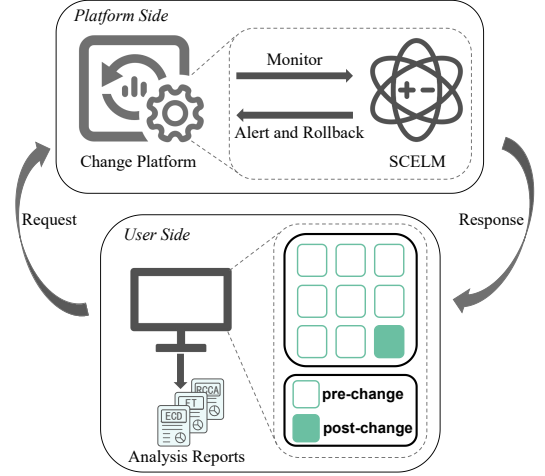 Platform Side
Monitor
Alert and Rollback
Change Platform
SCELM
Request
Response
User Side
RCCA
FT
ECD
pre-change
post-change
Analysis Reports